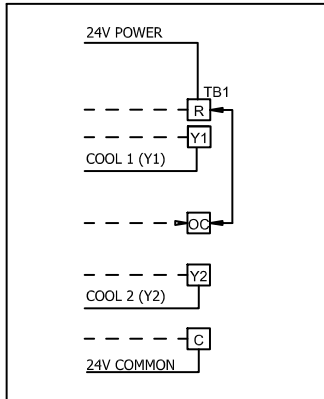 24V POWER
TB1
R
Y1
COOL 1 (Y1)
OC
Y2
COOL 2 (Y2)
C
24V COMMON